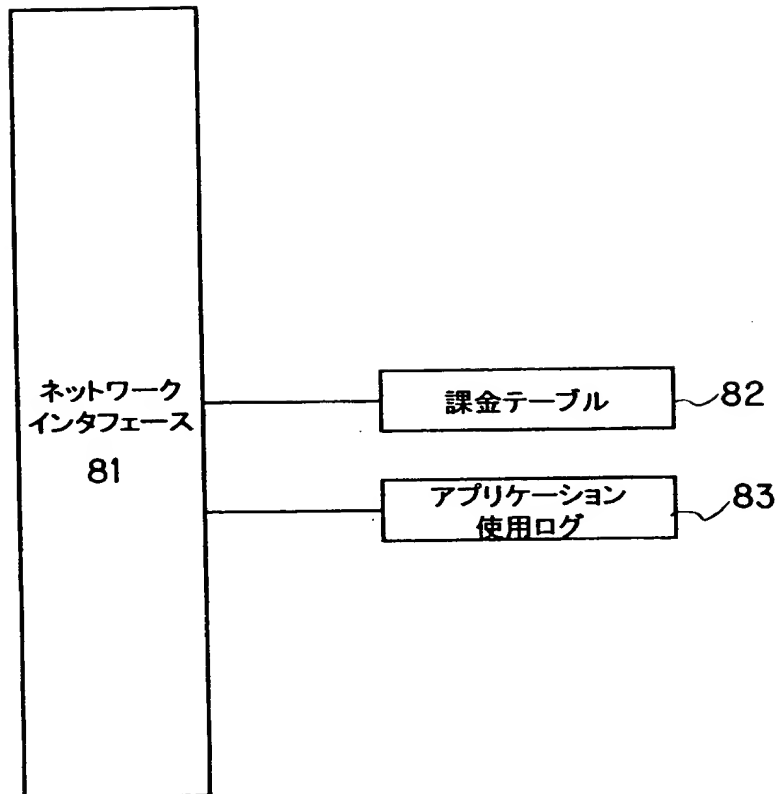 ネットワーク
インタフェース
81
課金テーブル
82
アプリケーション
使用ログ
83